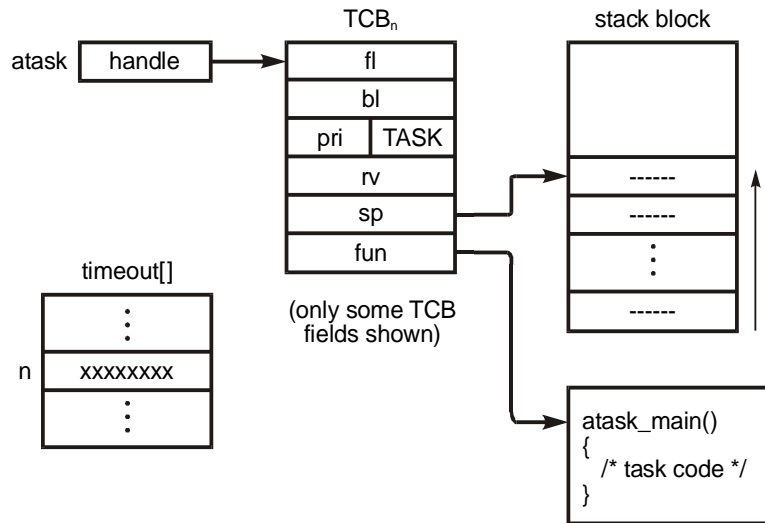 TCBn
stack block
atask
handle
fl
bl
pri
TASK
rv
sp
fun
------
------
⋮
------
(only some TCB
fields shown)
timeout[]
⋮
n
xxxxxxxx
⋮
atask_main()
{
/* task code */
}